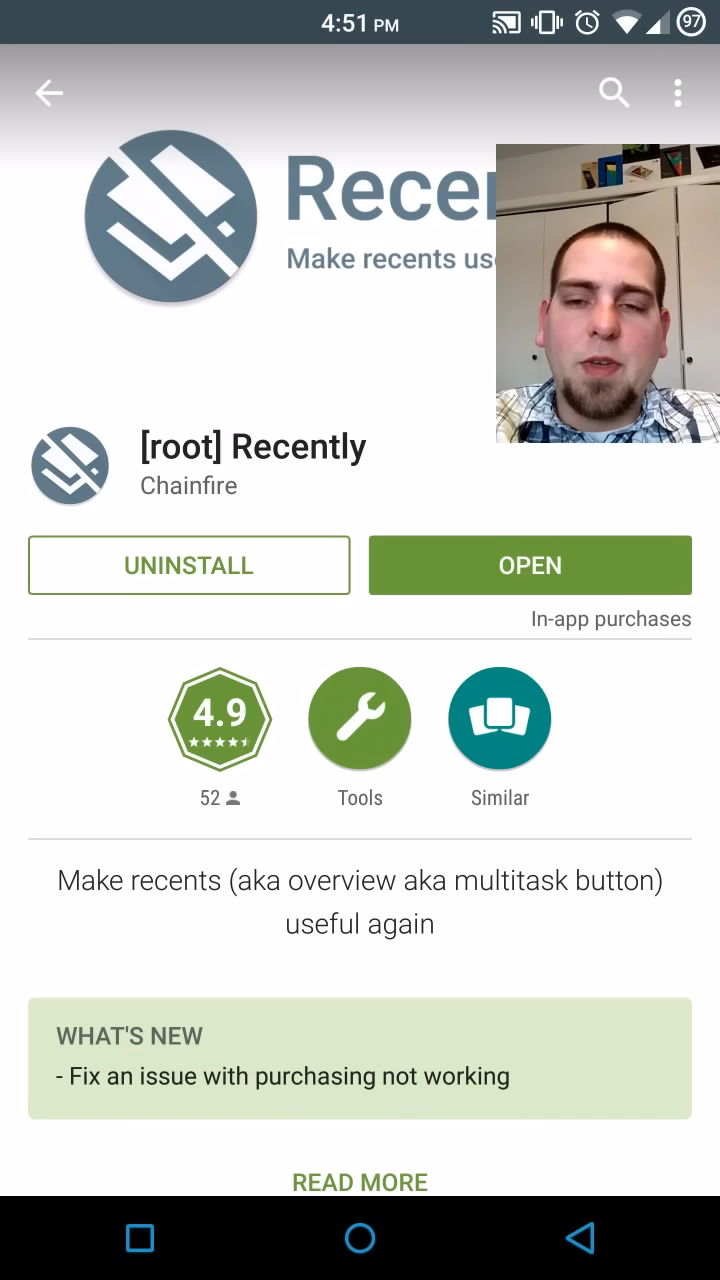 4:51 PM
97
Recen
Make recents us
[root] Recently
Chainfire
UNINSTALL
OPEN
In-app purchases
4.9
52
Tools
Similar
Make recents (aka overview aka multitask button)
useful again
WHAT'S NEW
- Fix an issue with purchasing not working
READ MORE